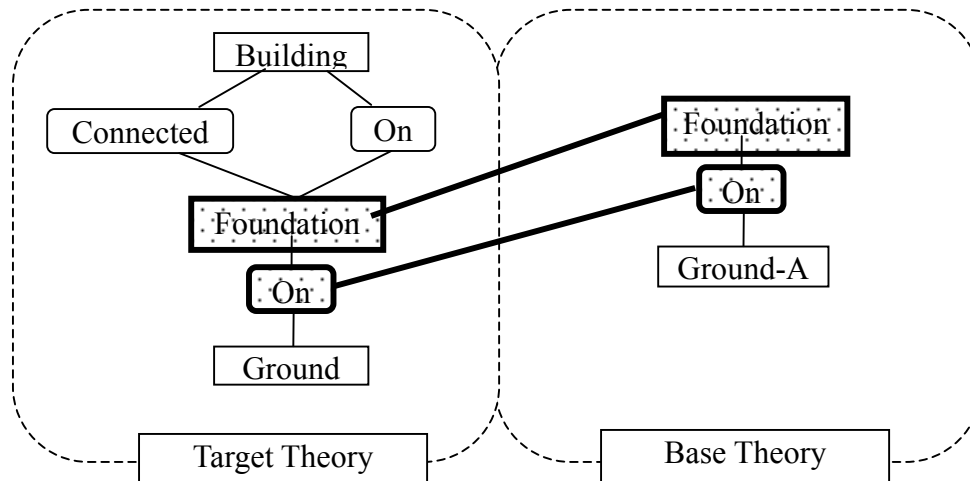 Building
Connected
On
Foundation
On
Ground
Target Theory
Foundation
On
Ground-A
Base Theory